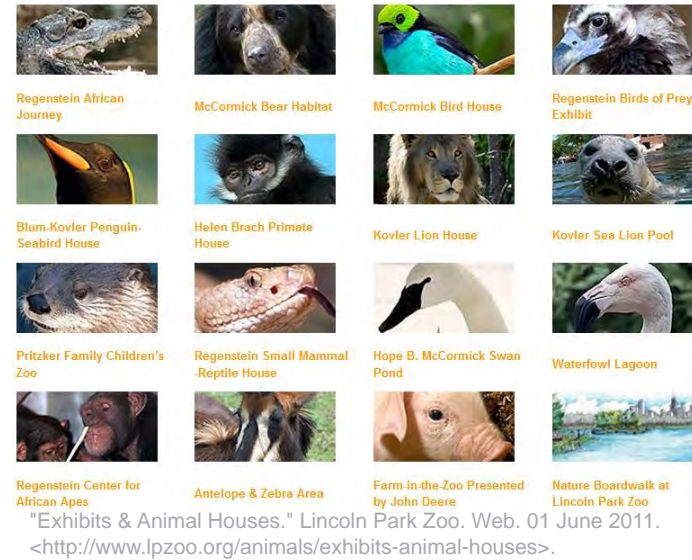 Regenstein African
Journey
McCormick Bear Habitat
McCormick Bird House
Regenstein Birds of Prey
Exhibit
Blum-Kovler Penguin-
Seabird House
Helen Brach Primate
House
Kovler Lion House
Kovler Sea Lion Pool
Pritzker Family Children's
Zoo
Regenstein Small Mammal
-Reptile House
Hope B. McCormick Swan
Pond
Waterfowl Lagoon
Regenstein Center for
African Apes
Antelope & Zebra Area
Farm-in-the-Zoo Presented
by John Deere
Nature Boardwalk at
Lincoln Park Zoo
"Exhibits & Animal Houses." Lincoln Park Zoo. Web. 01 June 2011.
<http://www.lpzoo.org/animals/exhibits-animal-houses>.